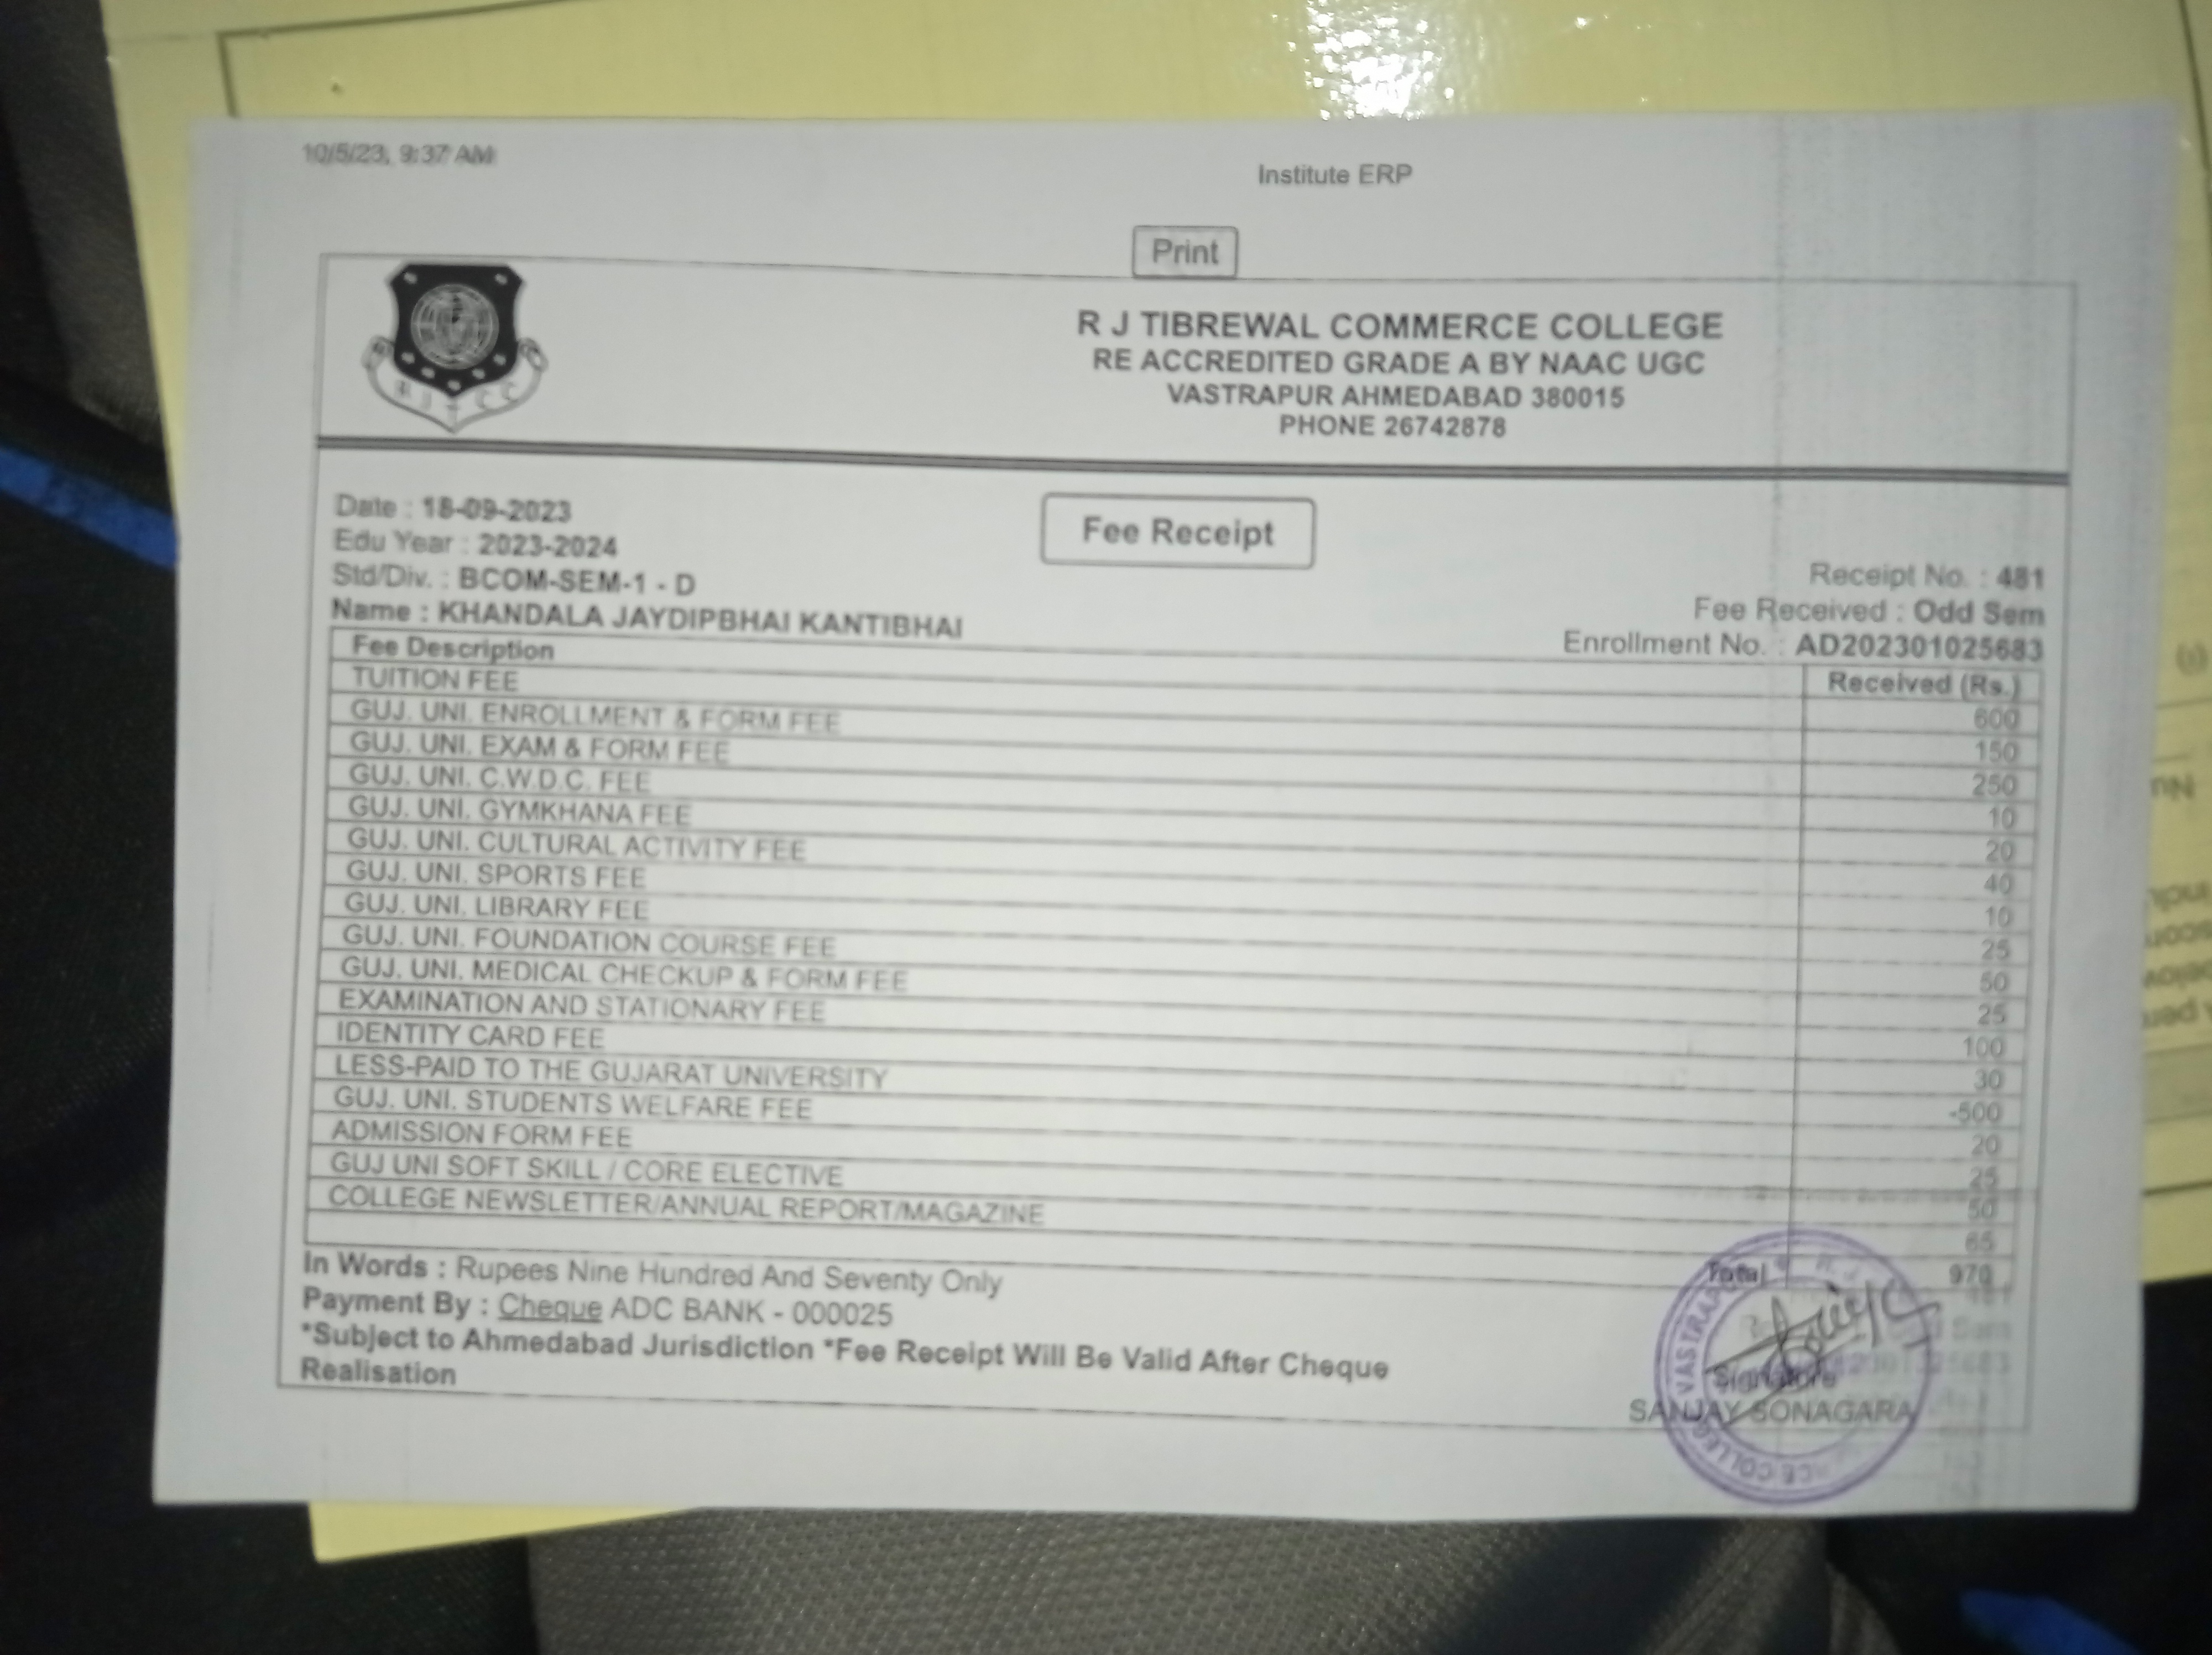 10/5/23, 9:37 AM
Institute ERP
Print
R J TIBREWAL COMMERCE COLLEGE
RE ACCREDITED GRADE A BY NAAC UGC
VASTRAPUR AHMEDABAD 380015
PHONE 26742878
R J T C C
Fee Receipt
Date : 18-09-2023
Edu Year : 2023-2024
Std/Div. : BCOM-SEM-1 - D
Name : KHANDALA JAYDIPBHAI KANTIBHAI
Receipt No. : 481
Fee Received : Odd Sem
Enrollment No. : AD202301025683
Fee Description Received (Rs.)
TUITION FEE 600
GUJ. UNI. ENROLLMENT & FORM FEE 150
GUJ. UNI. EXAM & FORM FEE 250
GUJ. UNI. C.W.D.C. FEE 10
GUJ. UNI. GYMKHANA FEE 20
GUJ. UNI. CULTURAL ACTIVITY FEE 40
GUJ. UNI. SPORTS FEE 10
GUJ. UNI. LIBRARY FEE 25
GUJ. UNI. FOUNDATION COURSE FEE 50
GUJ. UNI. MEDICAL CHECKUP & FORM FEE 25
EXAMINATION AND STATIONARY FEE 100
IDENTITY CARD FEE 30
LESS-PAID TO THE GUJARAT UNIVERSITY -500
GUJ. UNI. STUDENTS WELFARE FEE 20
ADMISSION FORM FEE 25
GUJ UNI SOFT SKILL / CORE ELECTIVE 50
COLLEGE NEWSLETTER/ANNUAL REPORT/MAGAZINE 65
Total 970
In Words : Rupees Nine Hundred And Seventy Only
Payment By : Cheque ADC BANK - 000025
*Subject to Ahmedabad Jurisdiction *Fee Receipt Will Be Valid After Cheque
Realisation
Signature
SANJAY SONAGARA
VASTRAPUR
COLLEGE